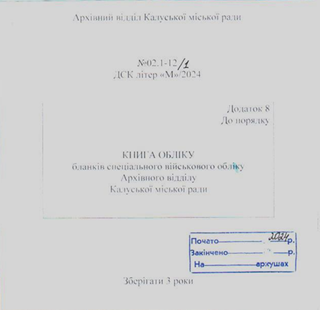 Архівний відділ Калуської міської ради
№02.1-12/1
ДСК літер «М»/2024
Додаток 8
До порядку
КНИГА ОБЛІКУ
бланків спеціального військового обліку
Архівного відділу
Калуської міської ради
Почато 2024 р.
Закінчено р.
На аркушах
Зберігати 3 роки